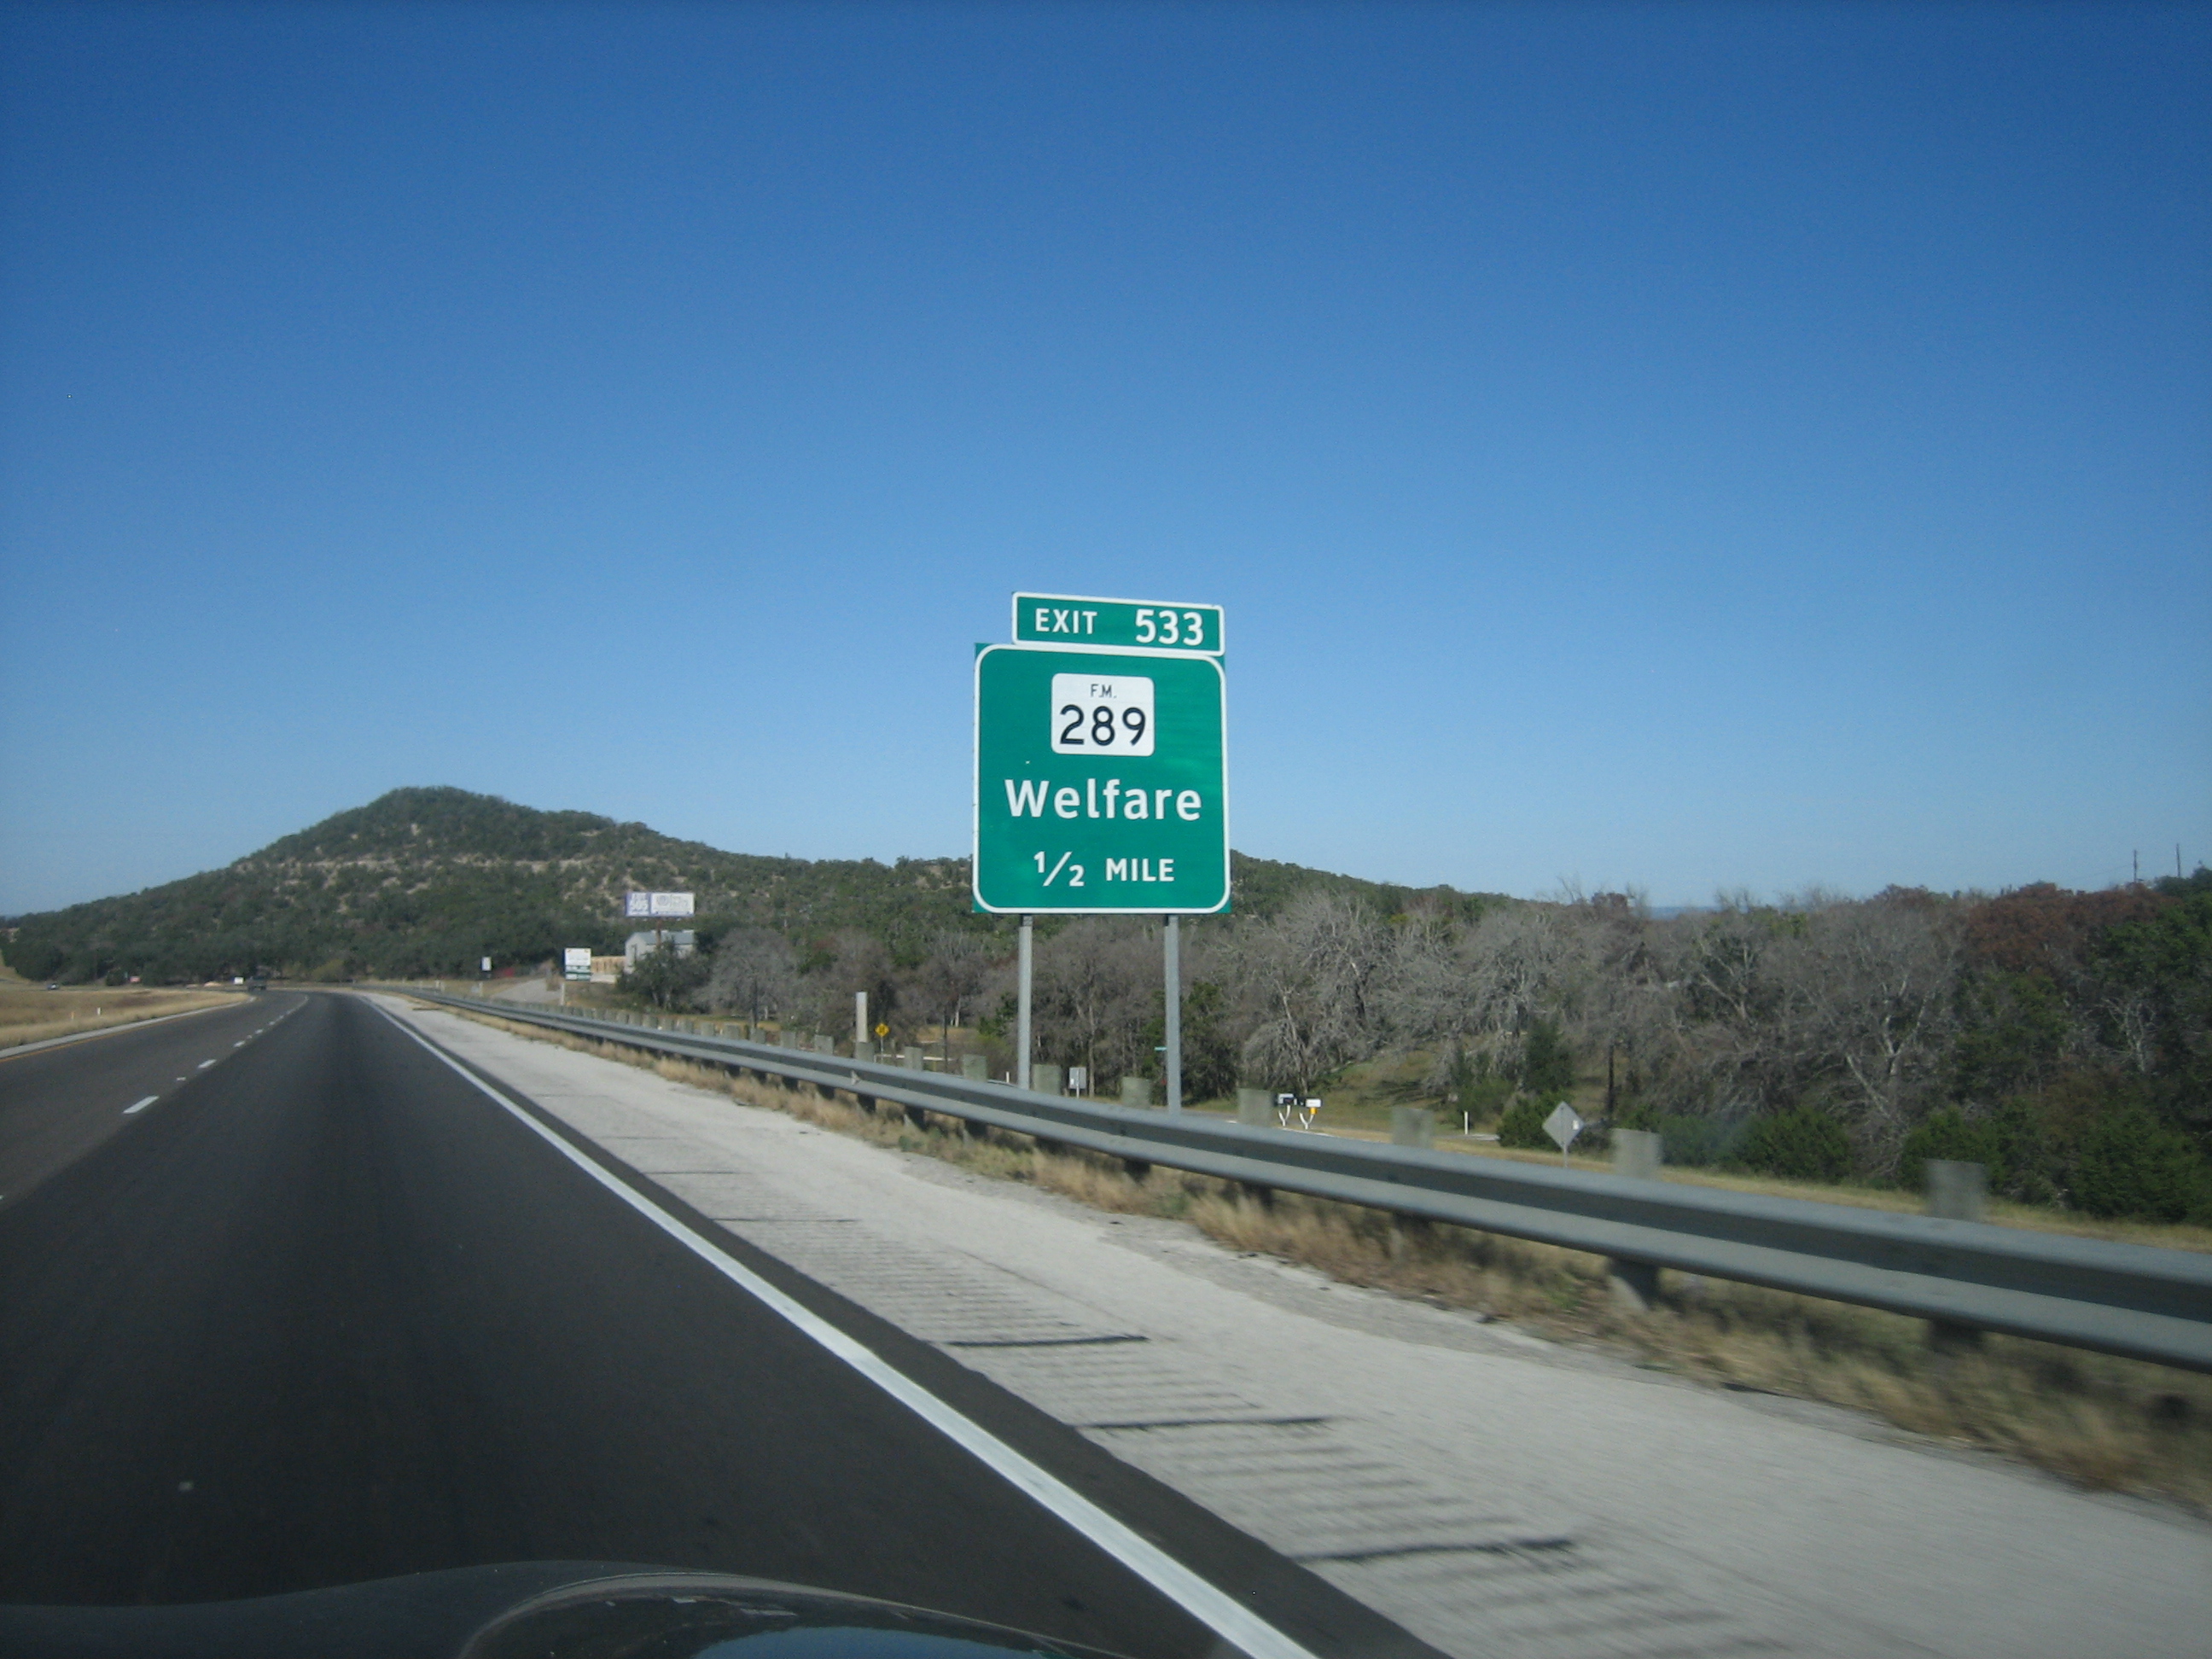 EXIT 533
F.M.
289
Welfare
1/2 MILE